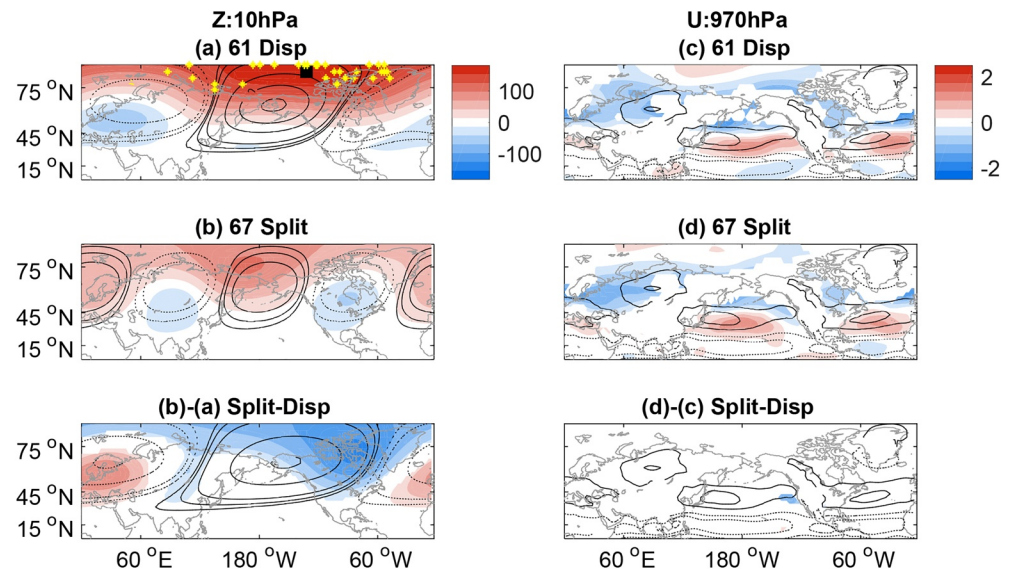 Z:10hPa
(a) 61 Disp
75 °N
45 °N
15 °N
100
0
-100
U:970hPa
(c) 61 Disp
2
0
-2
(b) 67 Split
75 °N
45 °N
15 °N
(d) 67 Split
(b)-(a) Split-Disp
75 °N
45 °N
15 °N
60 °E
180 °W
60 °W
(d)-(c) Split-Disp
60 °E
180 °W
60 °W